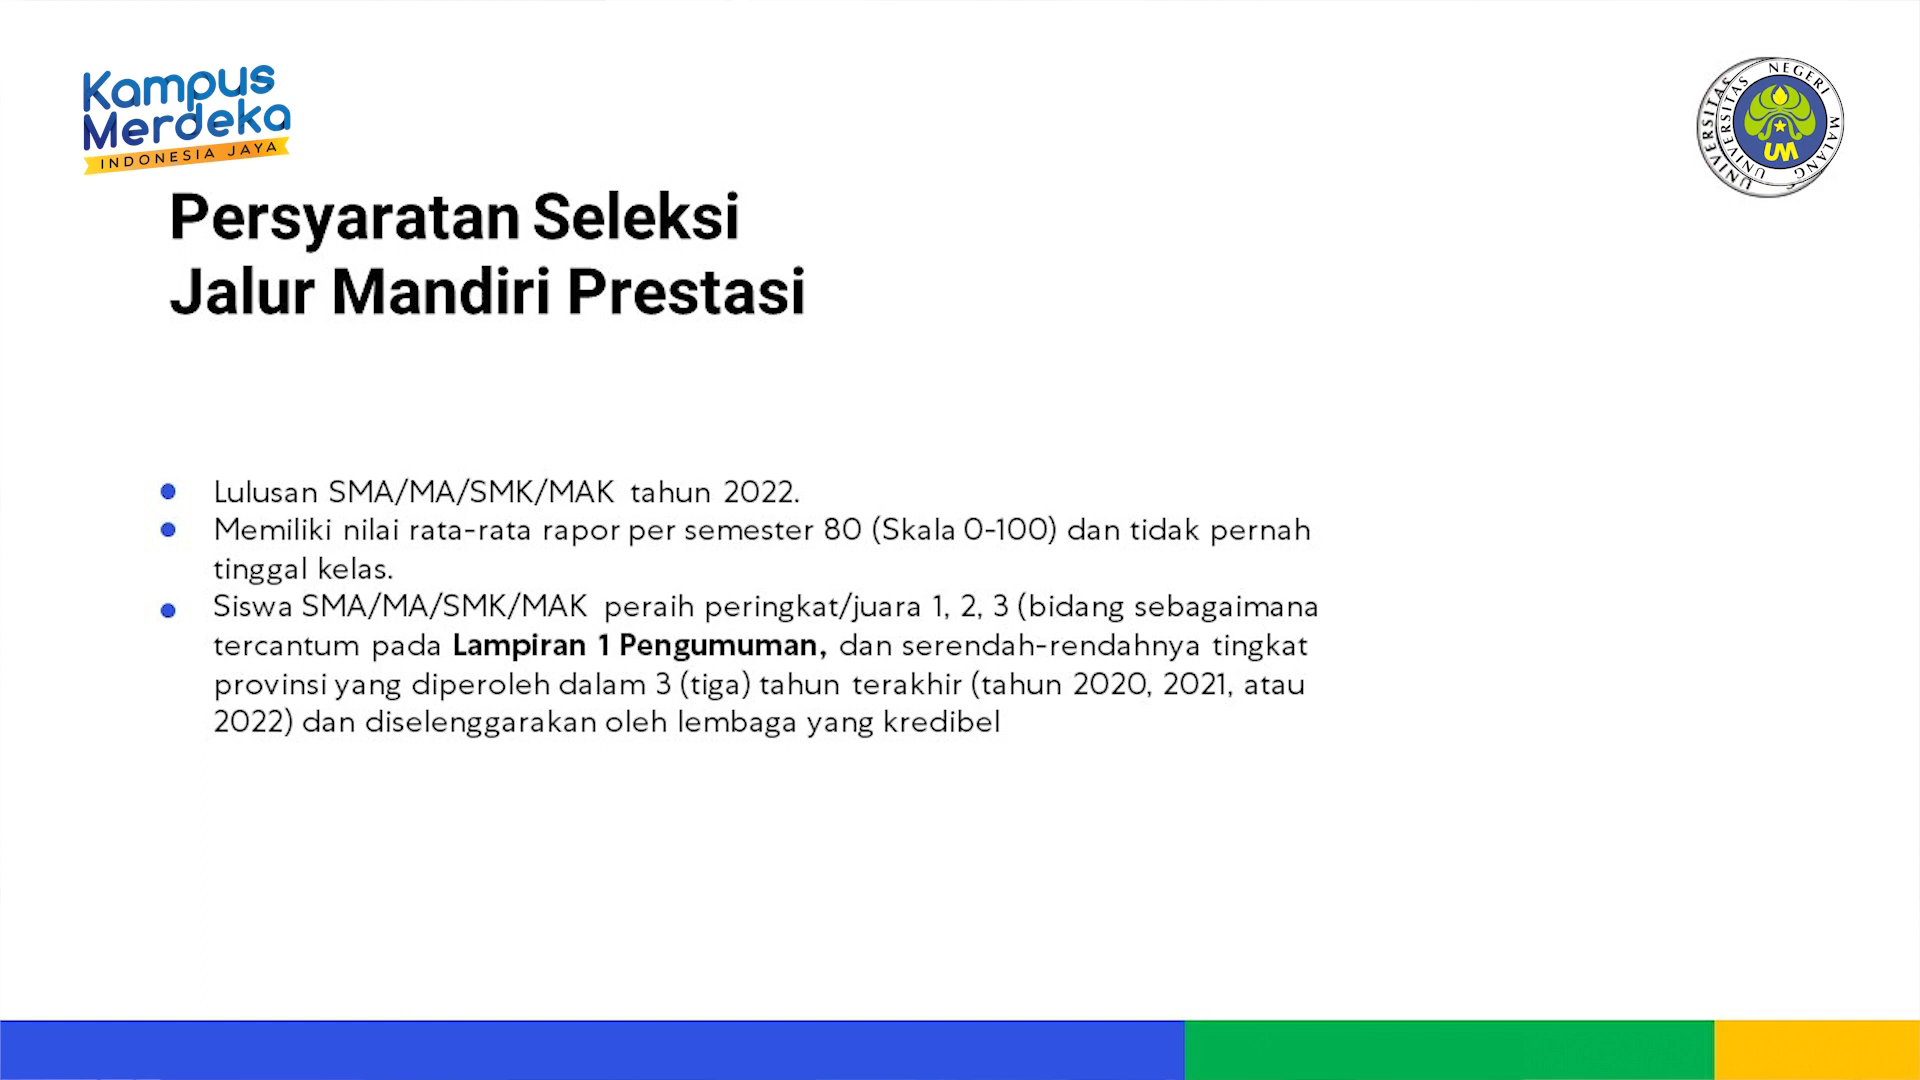 Kampus
Merdeka
INDONESIA JAYA
UNIVERSITAS NEGERI MALANG
UM
Persyaratan Seleksi
Jalur Mandiri Prestasi
Lulusan SMA/MA/SMK/MAK tahun 2022.
Memiliki nilai rata-rata rapor per semester 80 (Skala 0-100) dan tidak pernah
tinggal kelas.
Siswa SMA/MA/SMK/MAK peraih peringkat/juara 1, 2, 3 (bidang sebagaimana
tercantum pada Lampiran 1 Pengumuman, dan serendah-rendahnya tingkat
provinsi yang diperoleh dalam 3 (tiga) tahun terakhir (tahun 2020, 2021, atau
2022) dan diselenggarakan oleh lembaga yang kredibel